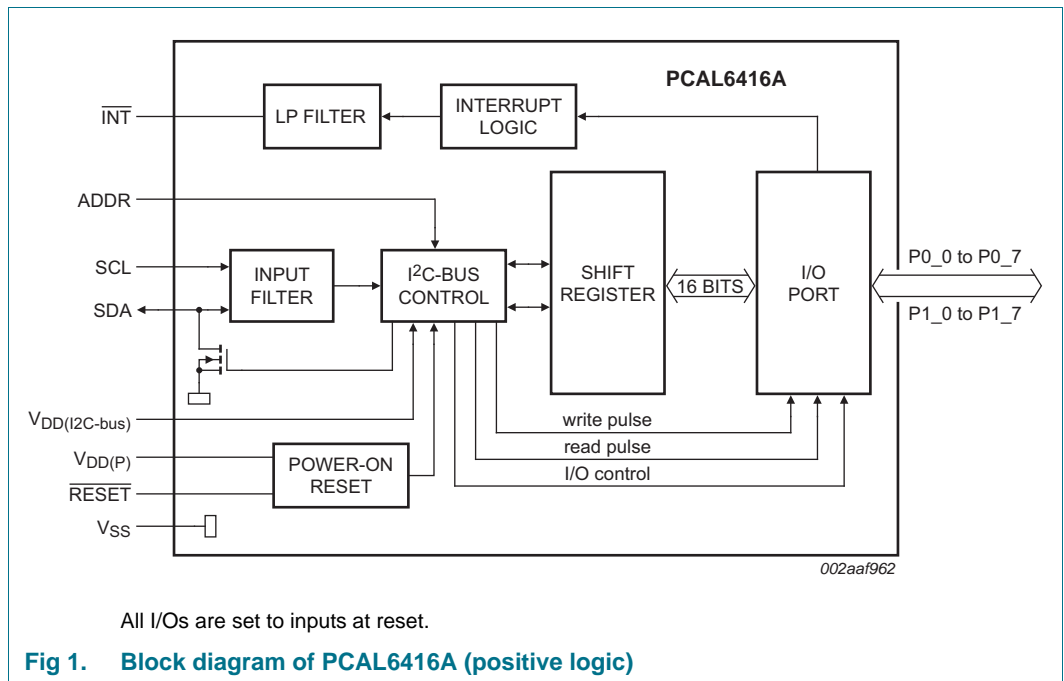 PCAL6416A
INT
LP FILTER
INTERRUPT
LOGIC
ADDR
SCL
SDA
INPUT
FILTER
I2C-BUS
CONTROL
SHIFT
REGISTER
16 BITS
I/O
PORT
P0_0 to P0_7
P1_0 to P1_7
VDD(I2C-bus)
VDD(P)
RESET
VSS
POWER-ON
RESET
write pulse
read pulse
I/O control
002aaf962
All I/Os are set to inputs at reset.
Fig 1. Block diagram of PCAL6416A (positive logic)